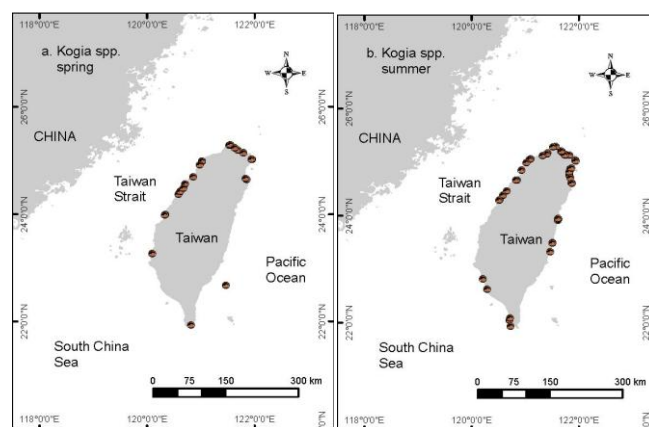 118°0'0"E
120°0'0"E
122°0'0"E
a. Kogia spp.
spring
N
W
E
S
26°0'0"N
CHINA
Taiwan
Strait
24°0'0"N
Taiwan
Pacific
Ocean
22°0'0"N
South China
Sea
0 75 150 300 km
118°0'0"E
120°0'0"E
122°0'0"E
120°0'0"E
122°0'0"E
b. Kogia spp.
summer
N
W
E
S
26°0'0"N
CHINA
Taiwan
Strait
24°0'0"N
Taiwan
Pacific
Ocean
22°0'0"N
South China
Sea
0 75 150 300 km
118°0'0"E
120°0'0"E
122°0'0"E